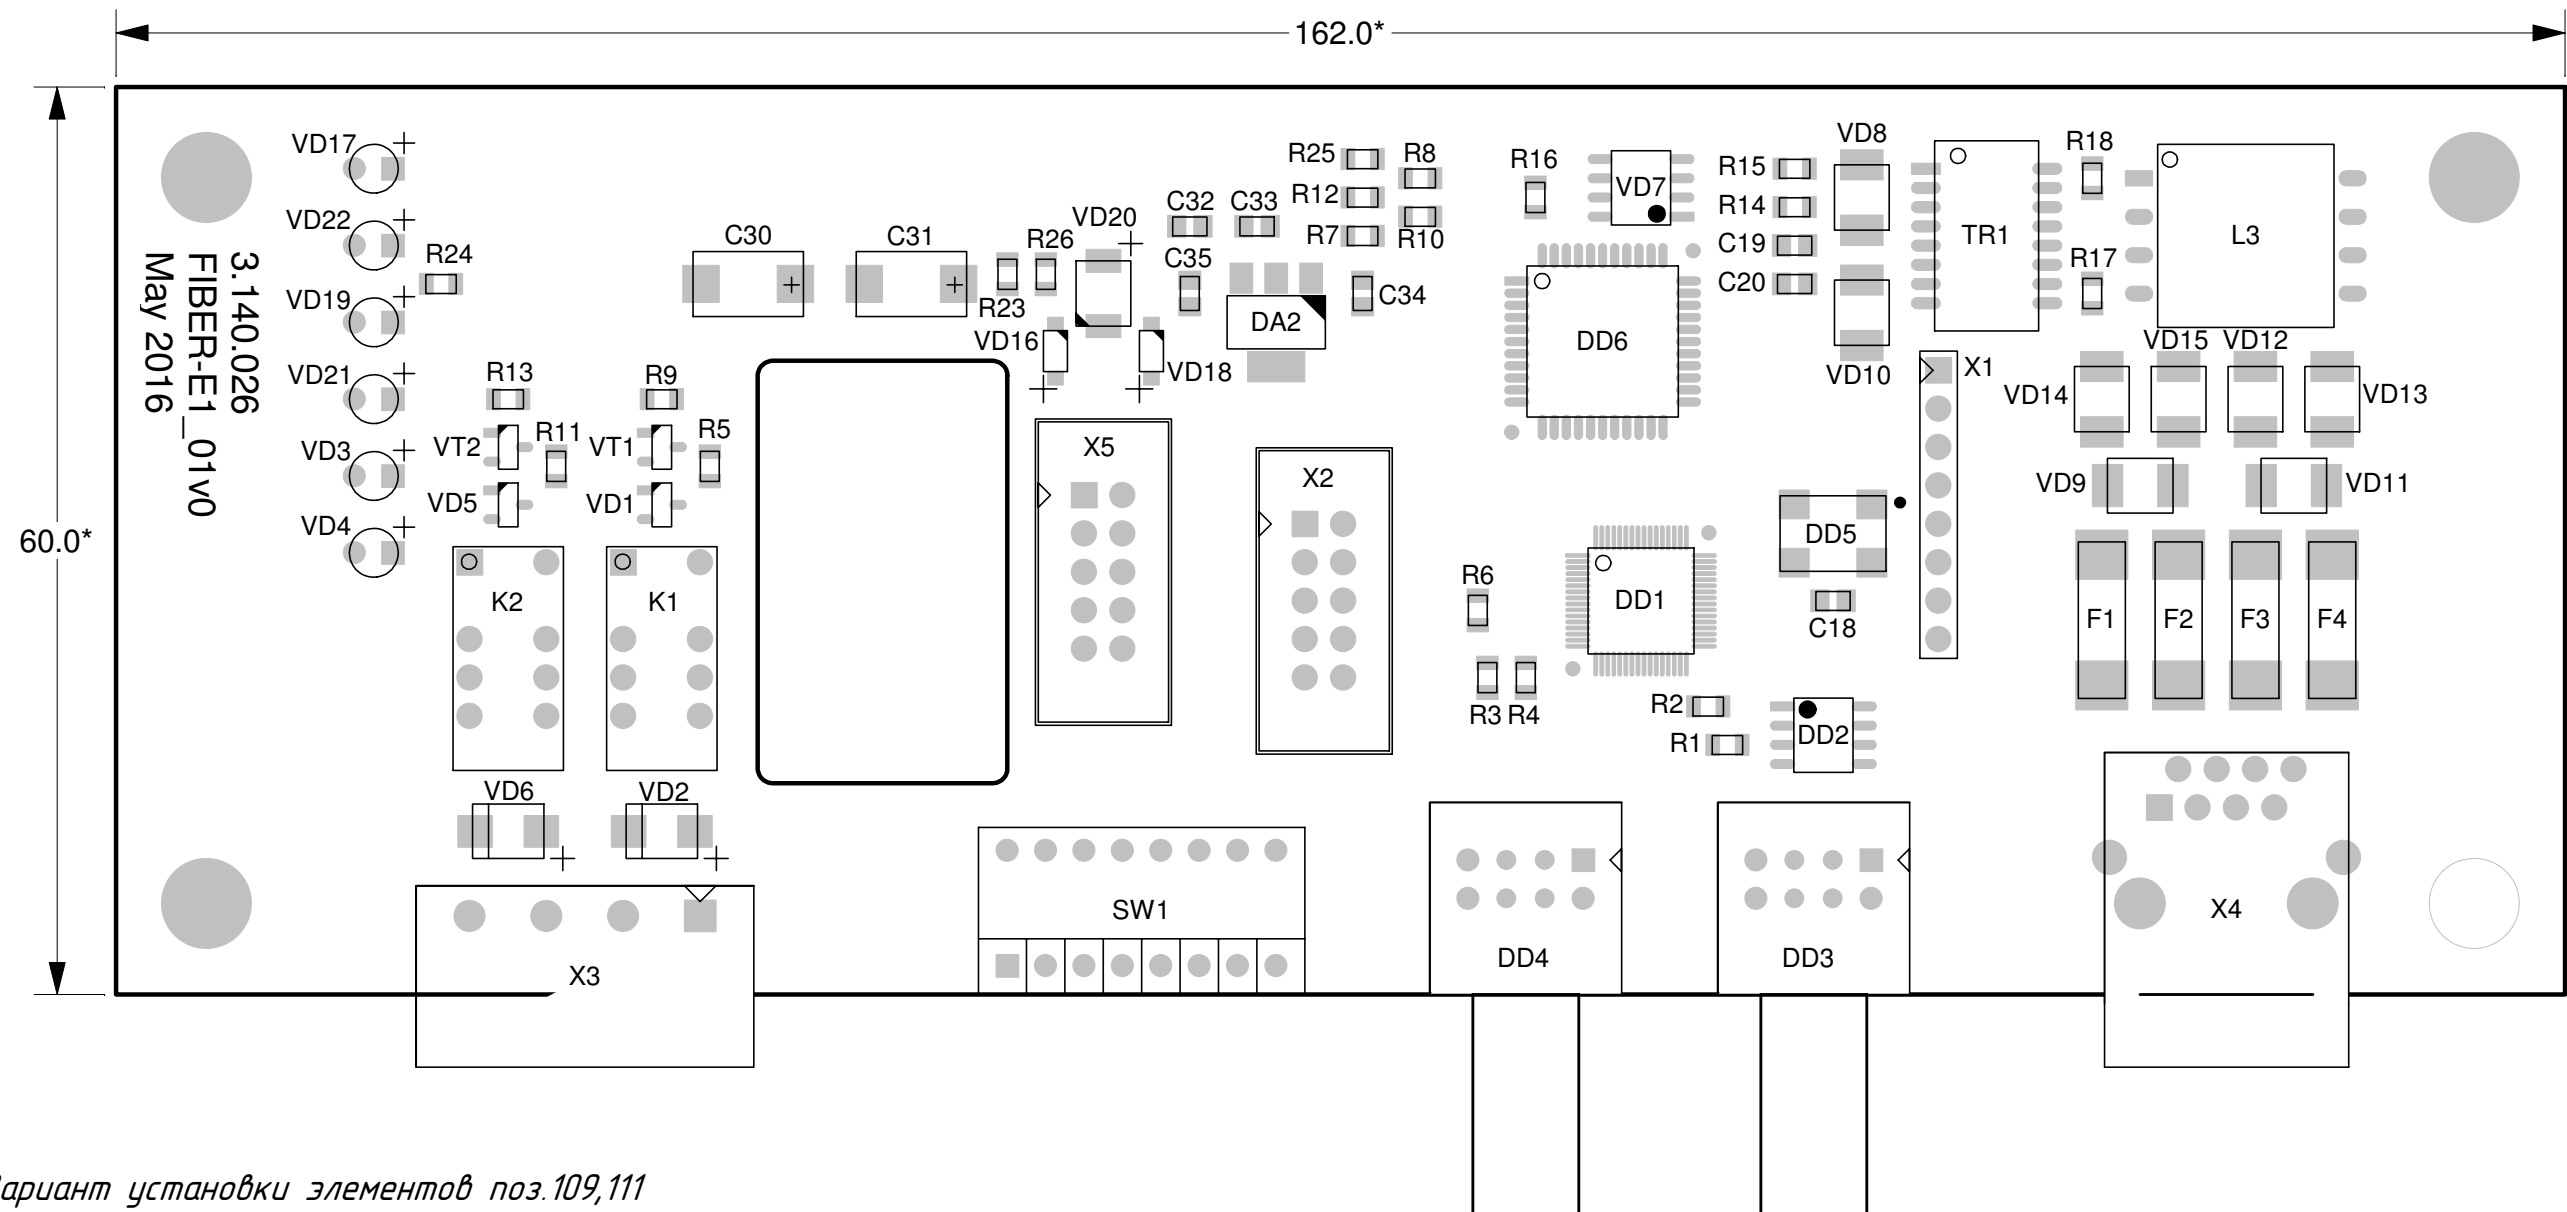 162.0*
60.0*
3.140.026
FIBER-E1_01v0
May 2016
VD17
VD22
VD19
VD21
VD3
VD4
R24
R13
R9
VT2
R11
VT1
R5
VD5
VD1
K2
K1
VD6
VD2
X3
C30
C31
R26
R23
VD20
VD16
VD18
C32
C33
C35
DA2
C34
R25
R8
R12
R7
R10
X5
X2
SW1
R16
VD7
DD6
R15
R14
C19
C20
VD8
VD10
TR1
R18
R17
L3
X1
VD15
VD12
VD14
VD13
VD9
VD11
DD5
C18
DD1
R6
R3
R4
R2
R1
DD2
F1
F2
F3
F4
DD4
DD3
X4
установки элементов поз.109,111